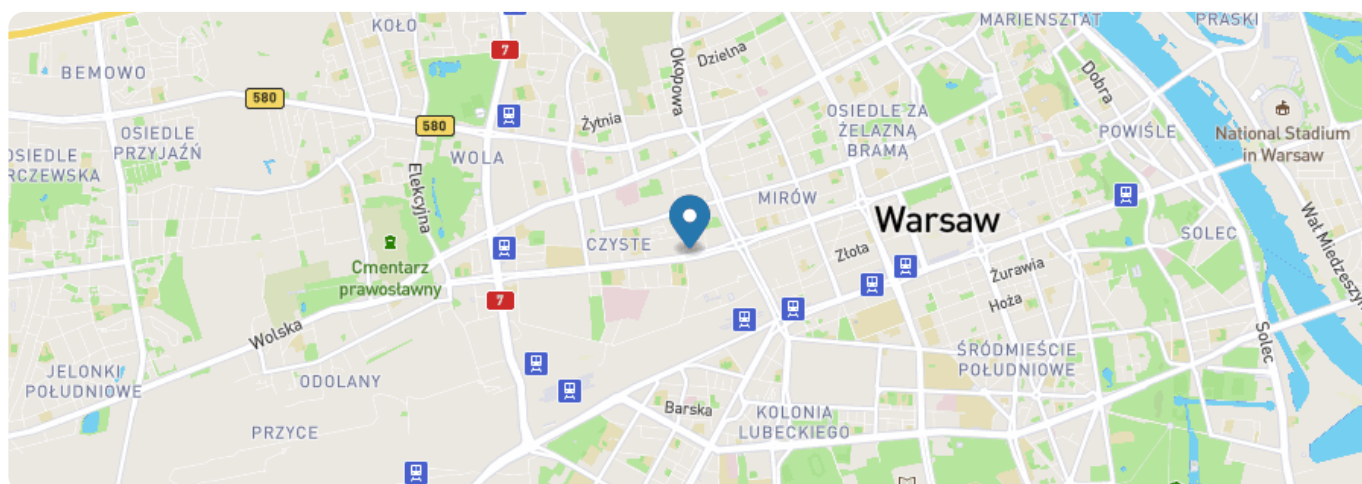 KOŁO
MARIENSZTAT
PRASKI
7
Dzielna
Okopowa
BEMOWO
580
Dobra
580
Żytnia
OSIEDLE ZA
ŻELAZNĄ
BRAMĄ
POWIŚLE
National Stadium
in Warsaw
OSIEDLE
PRZYJAŹŃ
OSIEDLE
RCZEWSKA
WOLA
Elekcyjna
MIRÓW
Warsaw
Wał Miedzeszyn
CZYSTE
SOLEC
Złota
Cmentarz
prawosławny
Żurawia
Hoża
7
Wolska
Solec
ŚRÓDMIEŚCIE
POŁUDNIOWE
JELONKI
POŁUDNIOWE
ODOLANY
Barska
KOLONIA
LUBECKIEGO
PRZYCE